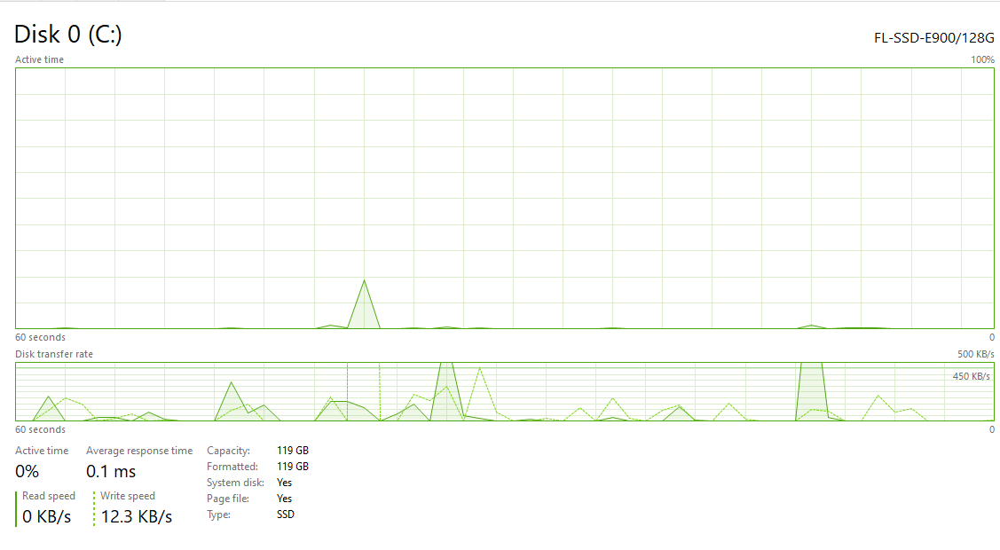 Disk 0 (C:)
FL-SSD-E900/128G
Active time
100%
60 seconds
0
Disk transfer rate
500 KB/s
450 KB/s
60 seconds
0
Active time
0%
Average response time
0.1 ms
Read speed
0 KB/s
Write speed
12.3 KB/s
Capacity: 119 GB
Formatted: 119 GB
System disk: Yes
Page file: Yes
Type: SSD